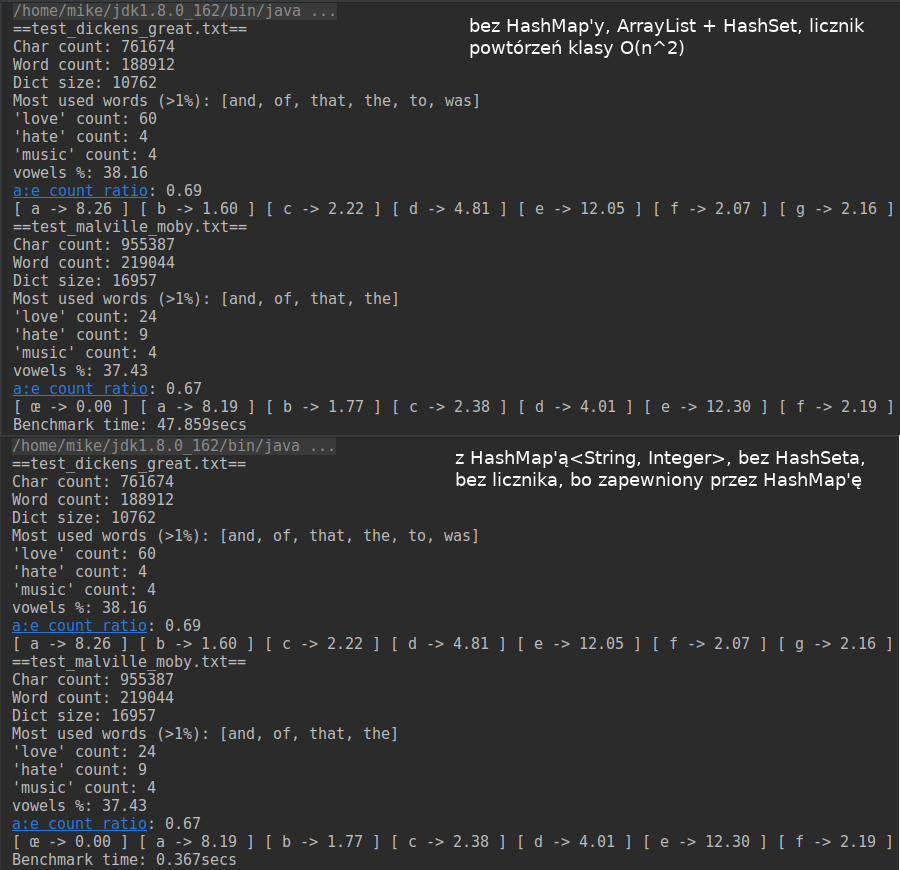 /home/mike/jdk1.8.0_162/bin/java ...
bez HashMap'y, ArrayList + HashSet, licznik
powtórzeń klasy O(n^2)
==test_dickens_great.txt==
Char count: 761674
Word count: 188912
Dict size: 10762
Most used words (>1%): [and, of, that, the, to, was]
'love' count: 60
'hate' count: 4
'music' count: 4
vowels %: 38.16
a:e count ratio: 0.69
[ a -> 8.26 ] [ b -> 1.60 ] [ c -> 2.22 ] [ d -> 4.81 ] [ e -> 12.05 ] [ f -> 2.07 ] [ g -> 2.16 ]
==test_malville_moby.txt==
Char count: 955387
Word count: 219044
Dict size: 16957
Most used words (>1%): [and, of, that, the]
'love' count: 24
'hate' count: 9
'music' count: 4
vowels %: 37.43
a:e count ratio: 0.67
[ œ -> 0.00 ] [ a -> 8.19 ] [ b -> 1.77 ] [ c -> 2.38 ] [ d -> 4.01 ] [ e -> 12.30 ] [ f -> 2.19 ]
Benchmark time: 47.859secs
/home/mike/jdk1.8.0_162/bin/java ...
z HashMap'ą<String, Integer>, bez HashSeta,
bez licznika, bo zapewniony przez HashMap'ę
==test_dickens_great.txt==
Char count: 761674
Word count: 188912
Dict size: 10762
Most used words (>1%): [and, of, that, the, to, was]
'love' count: 60
'hate' count: 4
'music' count: 4
vowels %: 38.16
a:e count ratio: 0.69
[ a -> 8.26 ] [ b -> 1.60 ] [ c -> 2.22 ] [ d -> 4.81 ] [ e -> 12.05 ] [ f -> 2.07 ] [ g -> 2.16 ]
==test_malville_moby.txt==
Char count: 955387
Word count: 219044
Dict size: 16957
Most used words (>1%): [and, of, that, the]
'love' count: 24
'hate' count: 9
'music' count: 4
vowels %: 37.43
a:e count ratio: 0.67
[ œ -> 0.00 ] [ a -> 8.19 ] [ b -> 1.77 ] [ c -> 2.38 ] [ d -> 4.01 ] [ e -> 12.30 ] [ f -> 2.19 ]
Benchmark time: 0.367secs